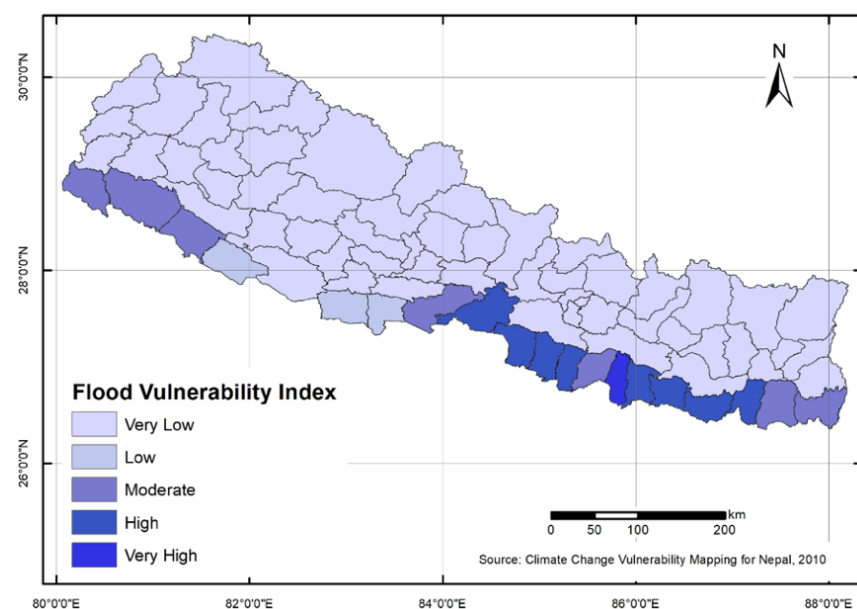 N
30°0'0"N
28°0'0"N
26°0'0"N
Flood Vulnerability Index
Very Low
Low
Moderate
High
Very High
km
0 50 100 200
Source: Climate Change Vulnerability Mapping for Nepal, 2010
80°0'0"E 82°0'0"E 84°0'0"E 86°0'0"E 88°0'0"E